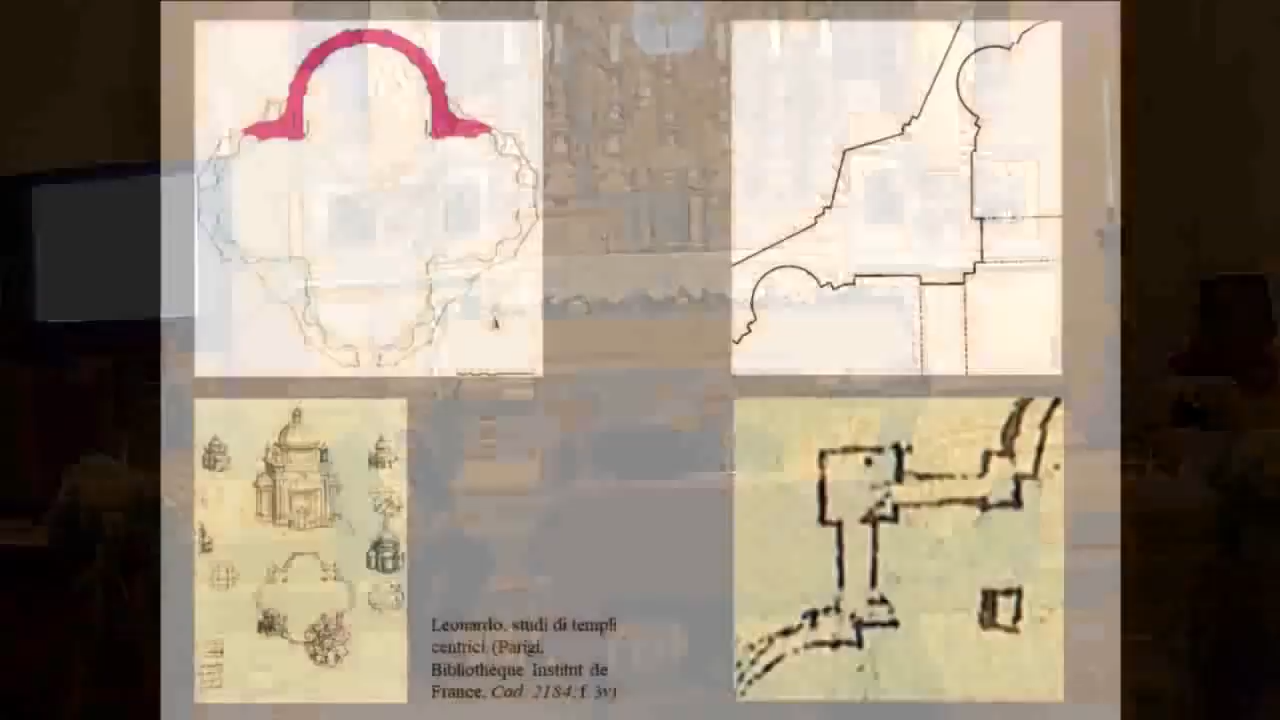 Leonardo, studi di templi
centrici (Parigi,
Bibliothèque Institut de
France, Cod. 2184, f. 3v)